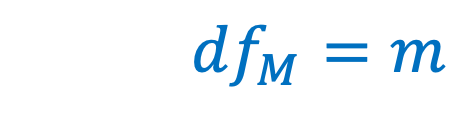 df_M = m